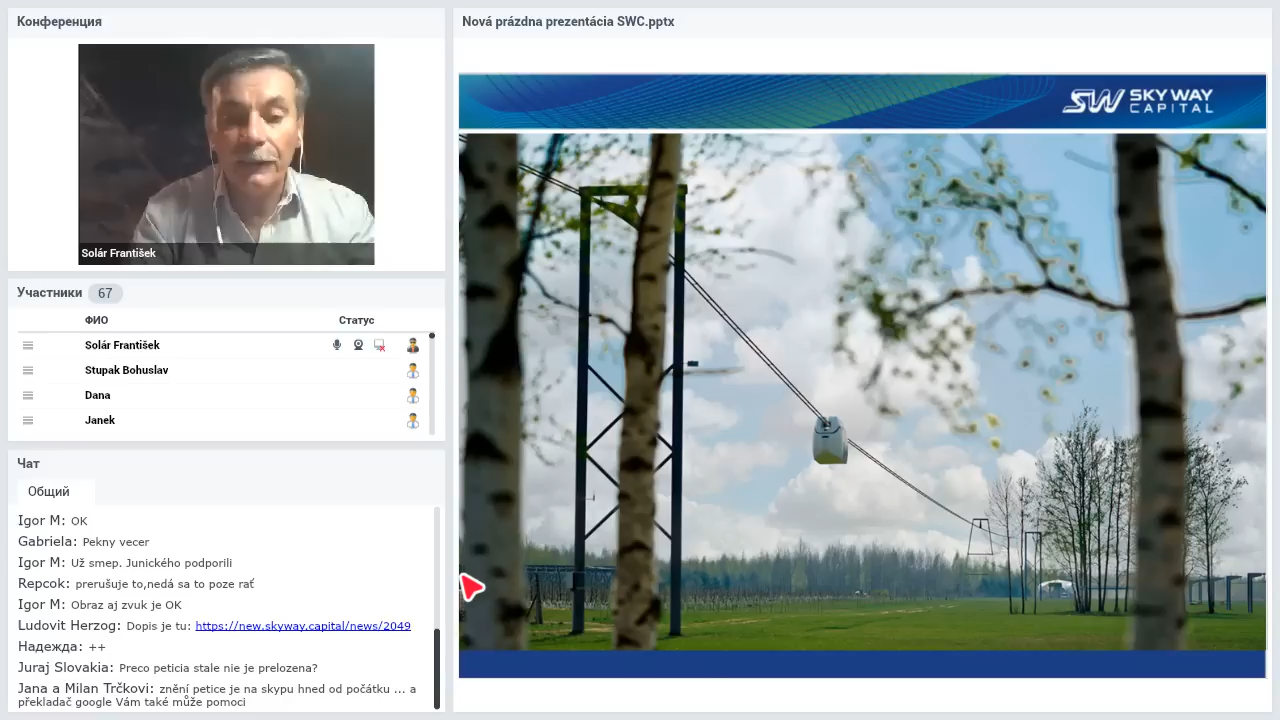 Конференция
Solár František
Участники 67
ФИО Статус
Solár František
Stupak Bohuslav
Dana
Janek
Чат
Общий
Igor M: OK
Gabriela: Pekny vecer
Igor M: Už smep. Junického podporili
Repcok: prerušuje to,nedá sa to poze rať
Igor M: Obraz aj zvuk je OK
Ludovit Herzog: Dopis je tu: https://new.skyway.capital/news/2049
Надежда: ++
Juraj Slovakia: Preco peticia stale nie je prelozena?
Jana a Milan Trčkovi: znění petice je na skypu hned od počátku ... a
překladač google Vám také může pomoci
Nová prázdna prezentácia SWC.pptx
SW SKY WAY
CAPITAL